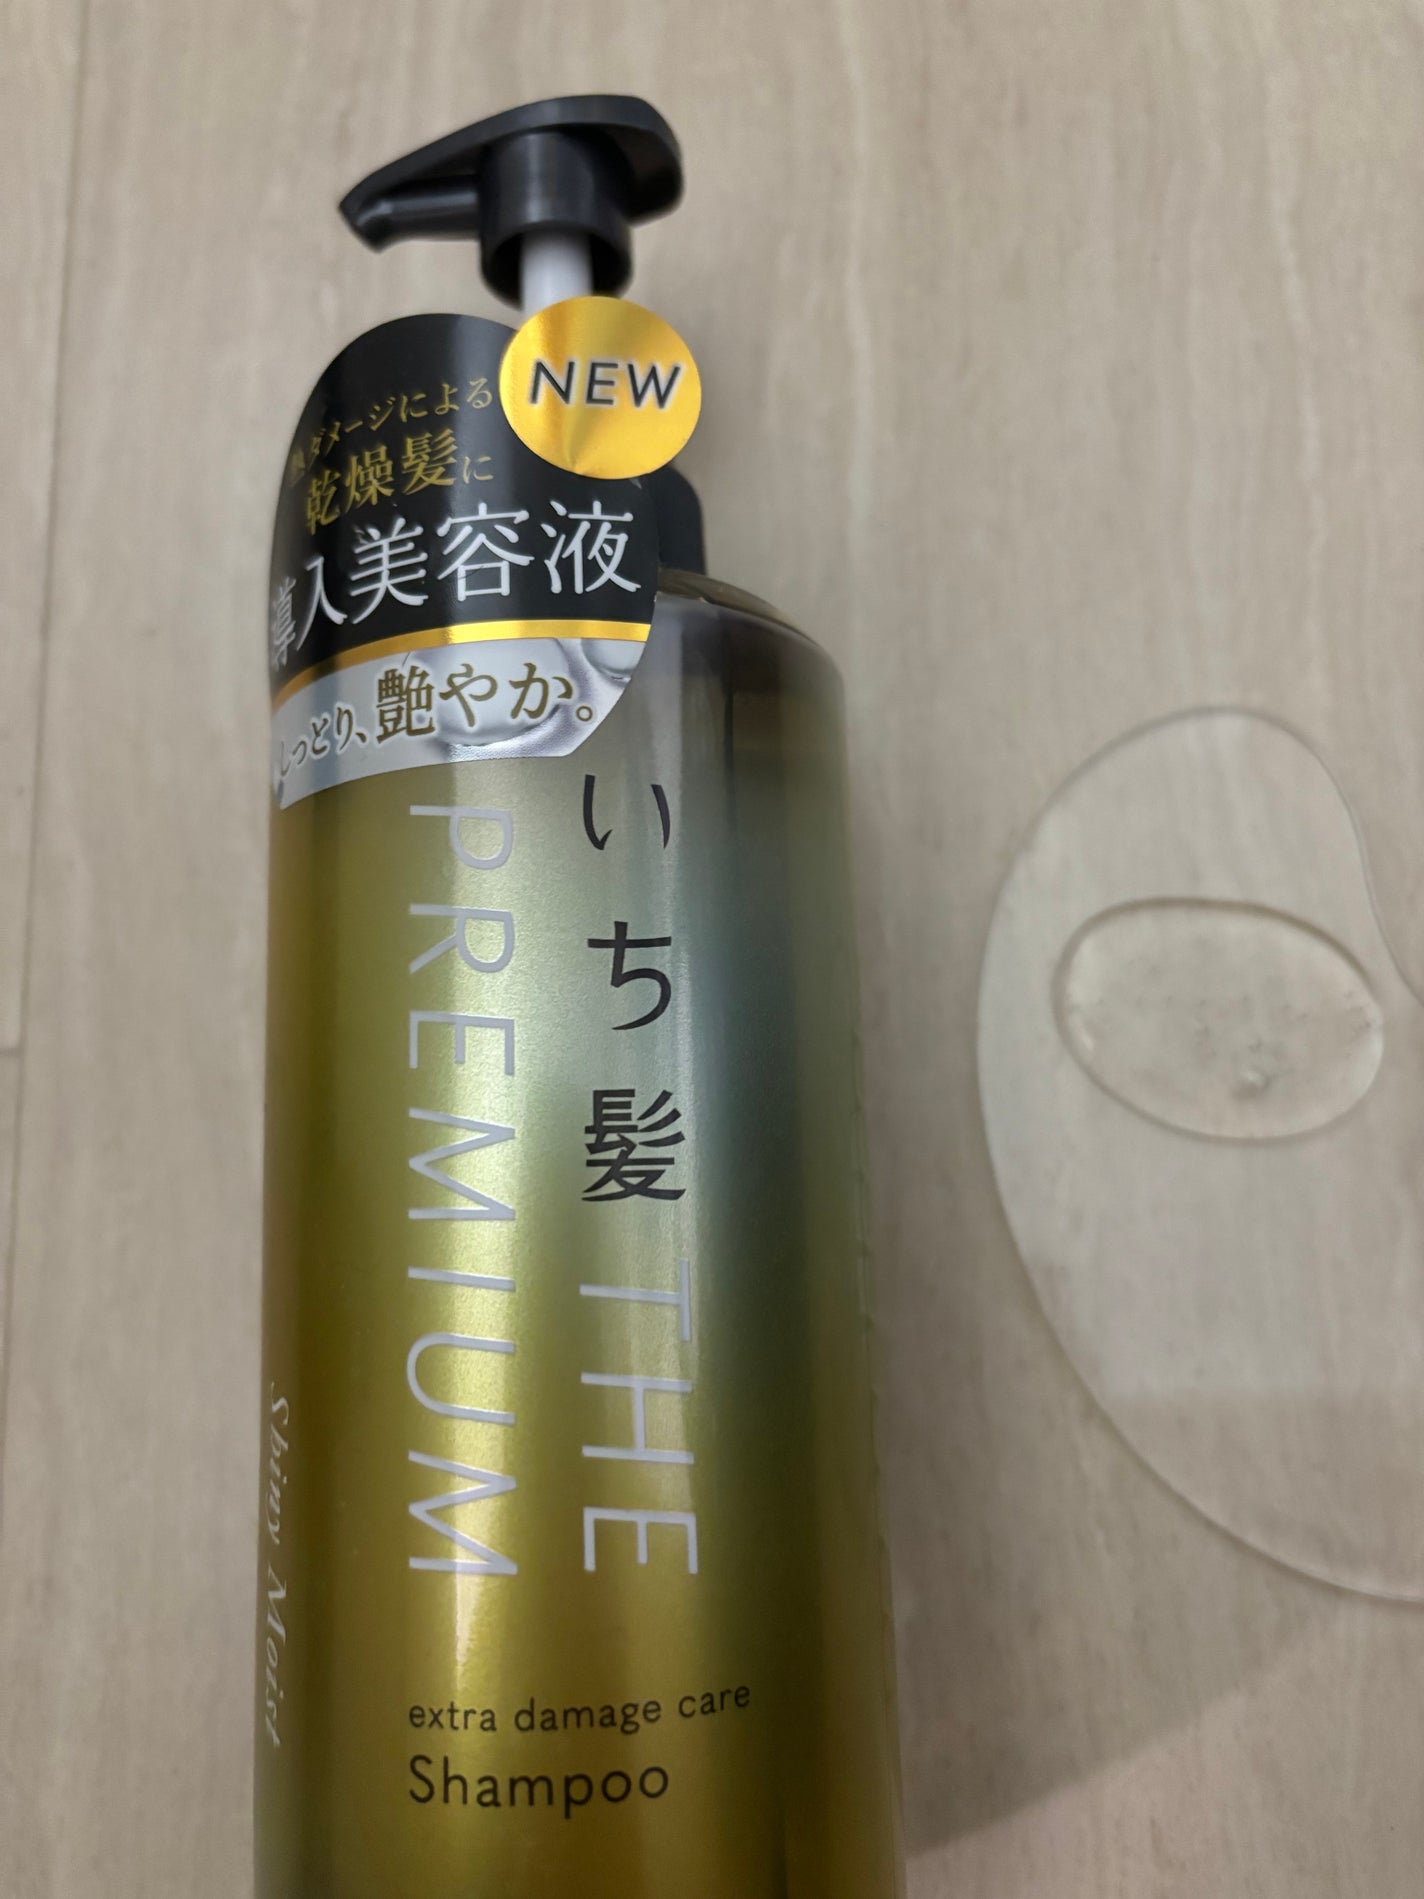 NEW
熱ダメージによる
乾燥髪に
導入美容液
しっとり、艶やか。
いち髪 THE
PREMIUM
Shiny Moist
extra damage care
Shampoo